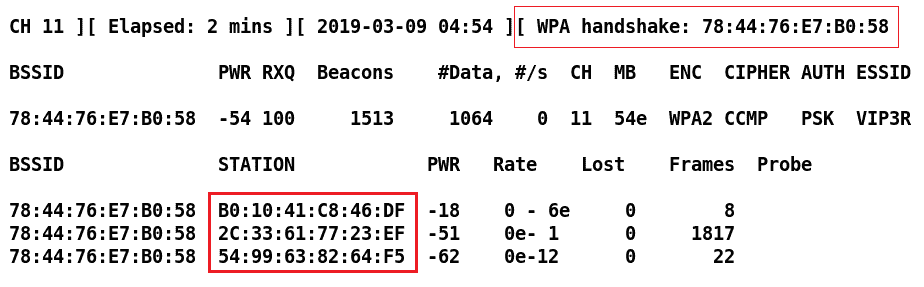 CH 11 ][ Elapsed: 2 mins ][ 2019-03-09 04:54 ][ WPA handshake: 78:44:76:E7:B0:58
BSSID PWR RXQ Beacons #Data, #/s CH MB ENC CIPHER AUTH ESSID
78:44:76:E7:B0:58 -54 100 1513 1064 0 11 54e WPA2 CCMP PSK VIP3R
BSSID STATION PWR Rate Lost Frames Probe
78:44:76:E7:B0:58 B0:10:41:C8:46:DF -18 0 - 6e 0 8
78:44:76:E7:B0:58 2C:33:61:77:23:EF -51 0e- 1 0 1817
78:44:76:E7:B0:58 54:99:63:82:64:F5 -62 0e-12 0 22